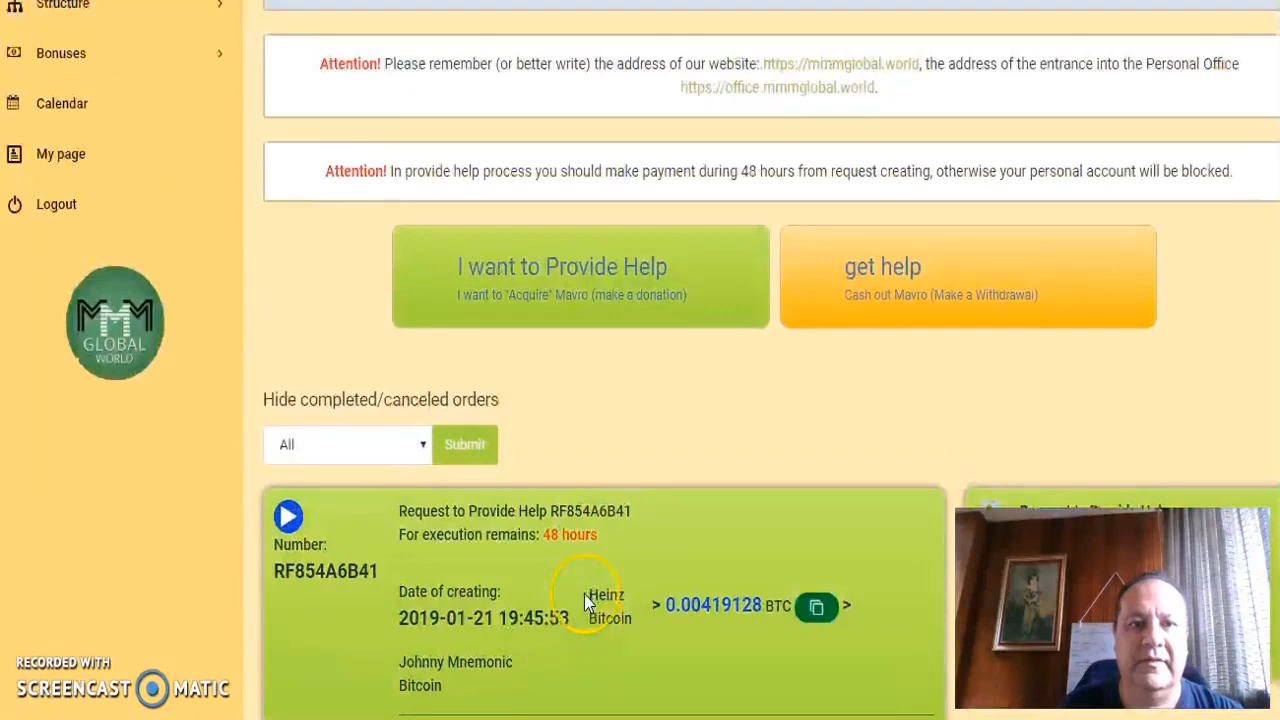 Structure
Bonuses
Calendar
My page
Logout
MMM
GLOBAL
WORLD
Attention! Please remember (or better write) the address of our website: https://mmmglobal.world, the address of the entrance into the Personal Office
https://office.mmmglobal.world.
Attention! In provide help process you should make payment during 48 hours from request creating, otherwise your personal account will be blocked.
I want to Provide Help
I want to "Acquire" Mavro (make a donation)
get help
Cash out Mavro (Make a Withdrawal)
Hide completed/canceled orders
All
Submit
Number:
RF854A6B41
Request to Provide Help RF854A6B41
For execution remains: 48 hours
Date of creating:
2019-01-21 19:45:53
Heinz
Bitcoin
> 0.00419128 BTC >
Johnny Mnemonic
Bitcoin
RECORDED WITH
SCREENCAST MATIC